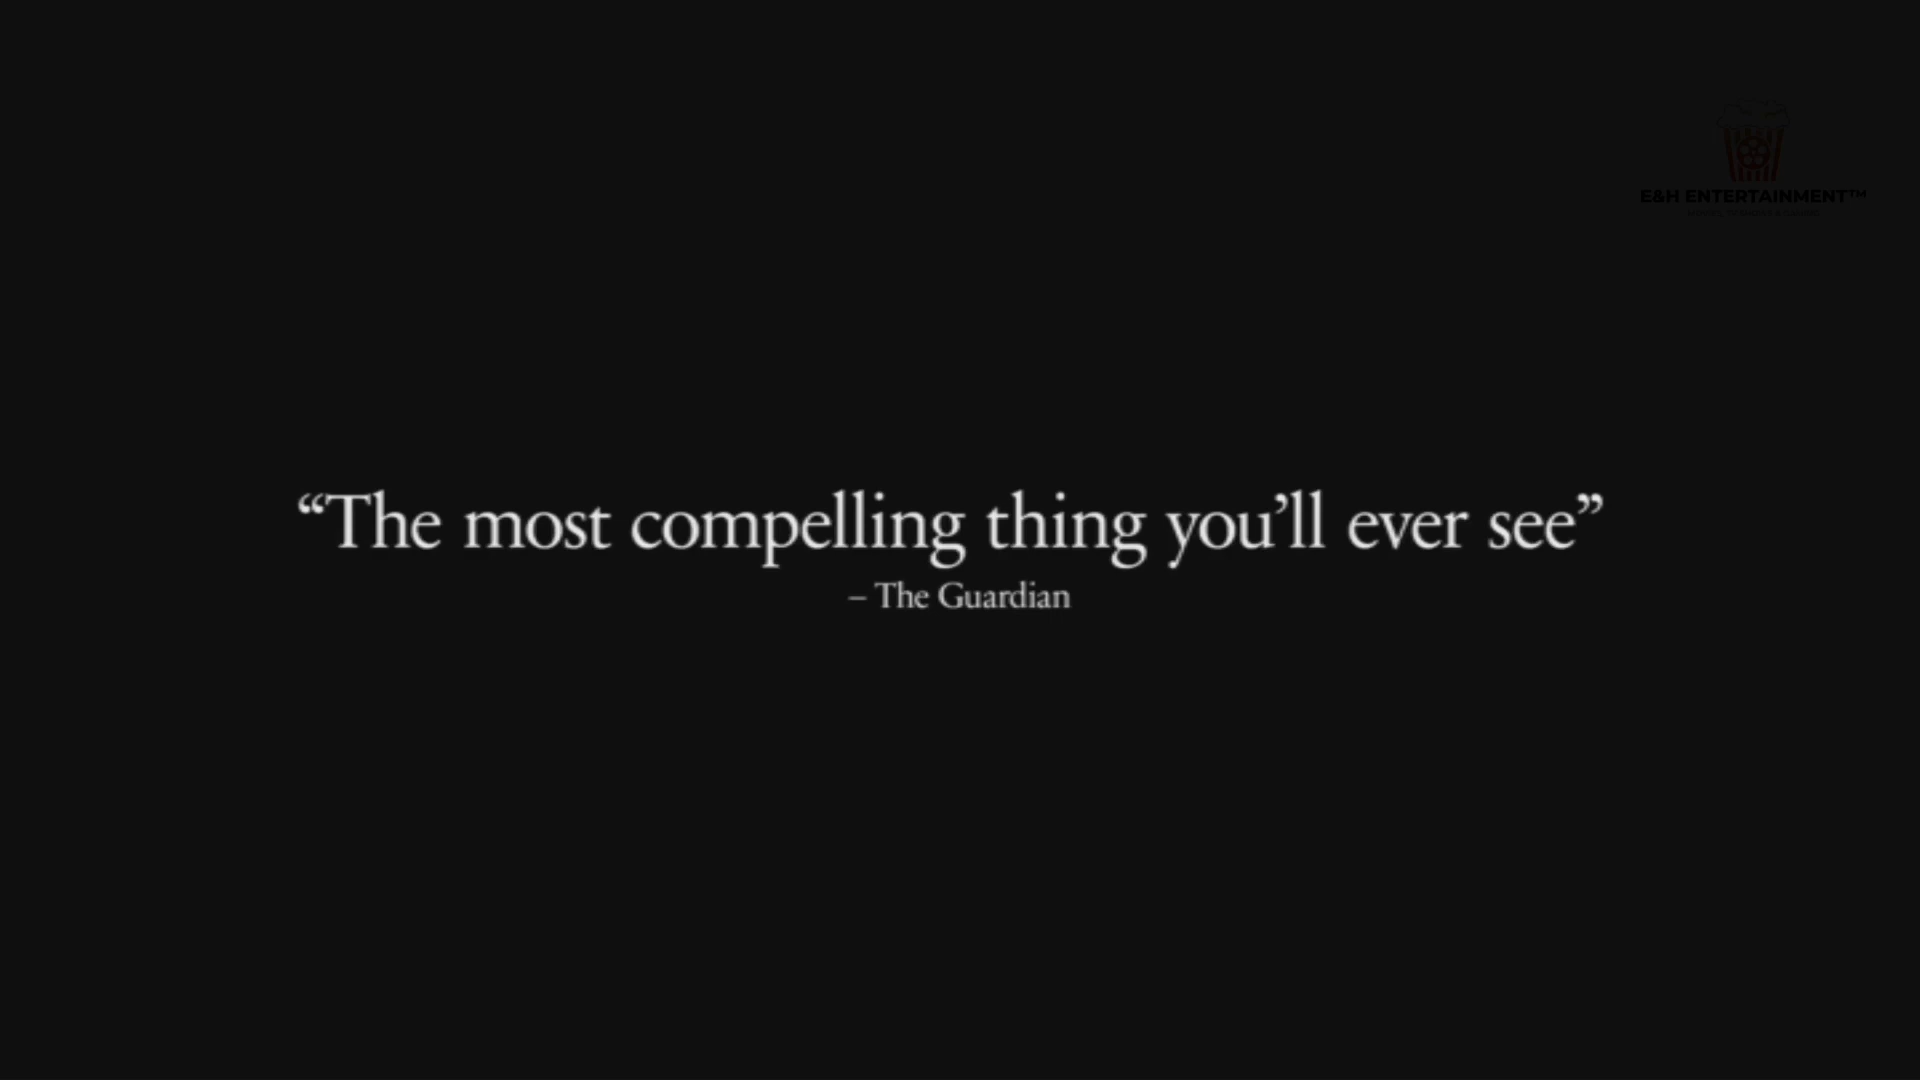 E&H ENTERTAINMENT™
“The most compelling thing you’ll ever see”
– The Guardian